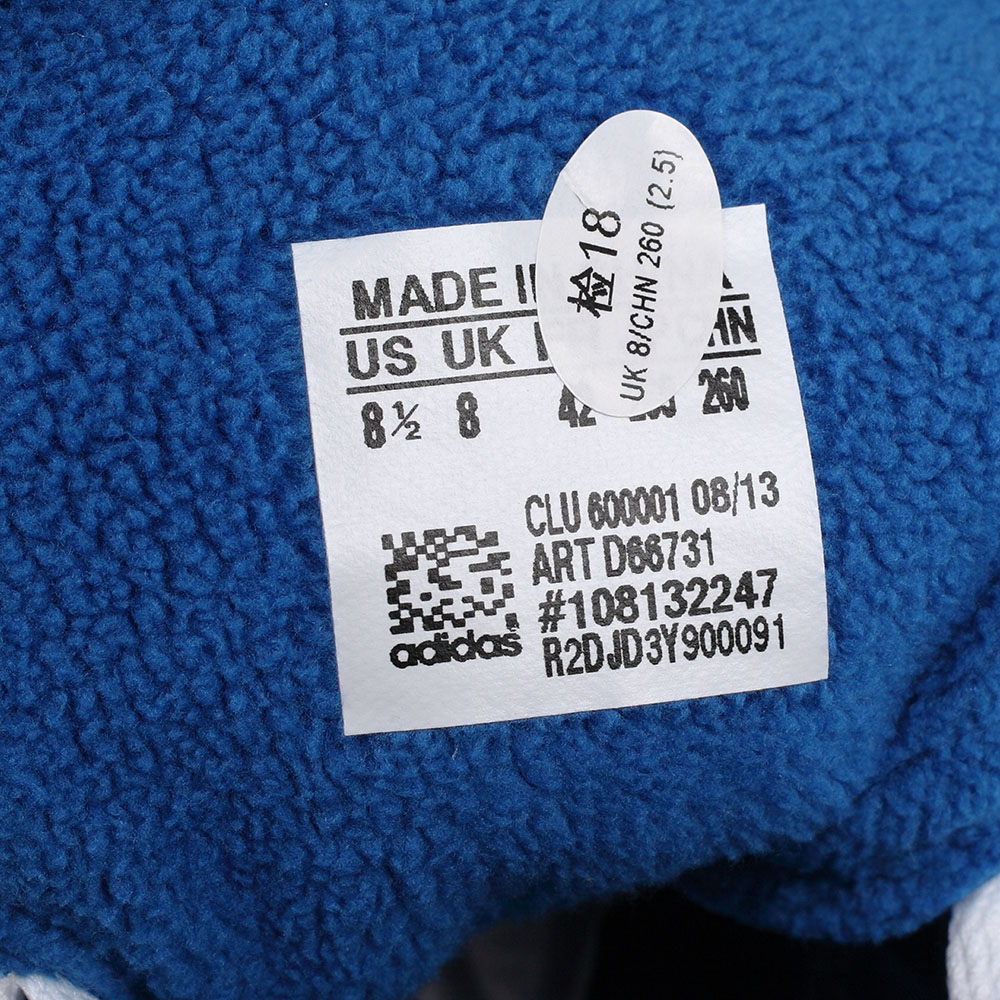 检18
UK 8/CHN 260 (2.5)
MADE
US UK
8½ 8 42 260
CLU 600001 08/13
ART D66731
#108132247
R2DJD3Y900091
adidas